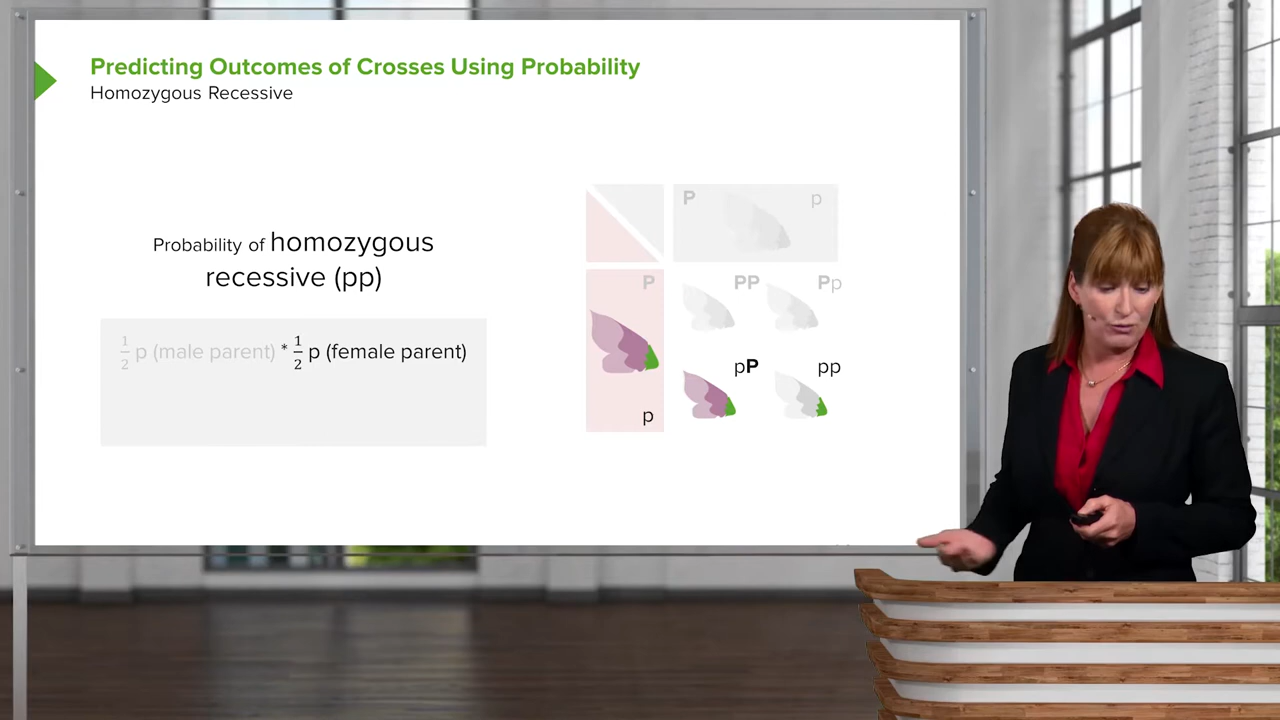 Predicting Outcomes of Crosses Using Probability
Homozygous Recessive
Probability of homozygous
recessive (pp)
1/2 p (male parent) * 1/2 p (female parent)
P p
P PP Pp
p pP pp